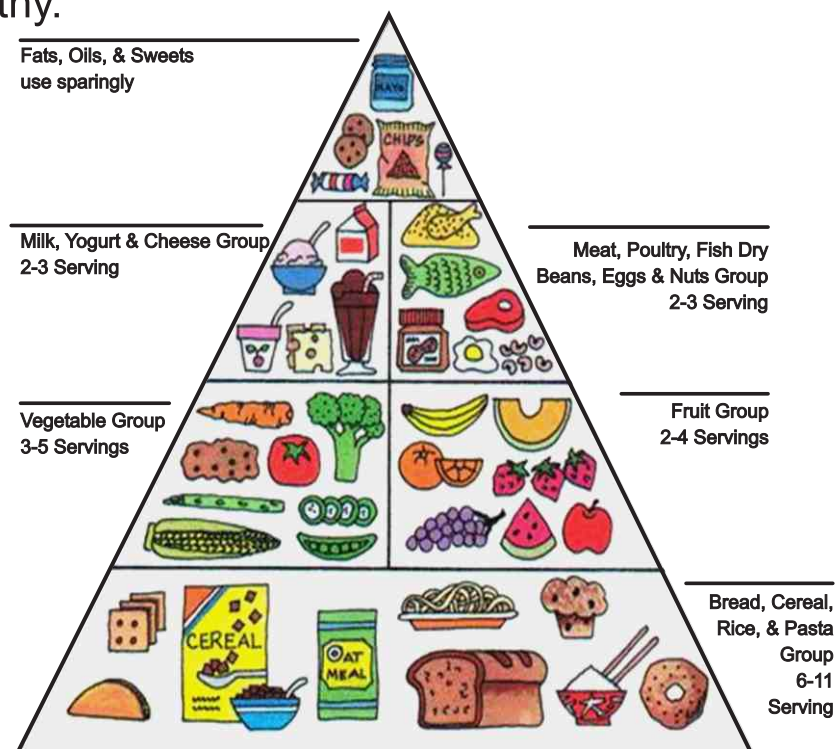 thy.
Fats, Oils, & Sweets
use sparingly
MAYO
CHIPS
Milk, Yogurt & Cheese Group
2-3 Serving
Meat, Poultry, Fish Dry
Beans, Eggs & Nuts Group
2-3 Serving
Vegetable Group
3-5 Servings
Fruit Group
2-4 Servings
Bread, Cereal,
Rice, & Pasta
Group
6-11
Serving
CEREAL
OAT
MEAL